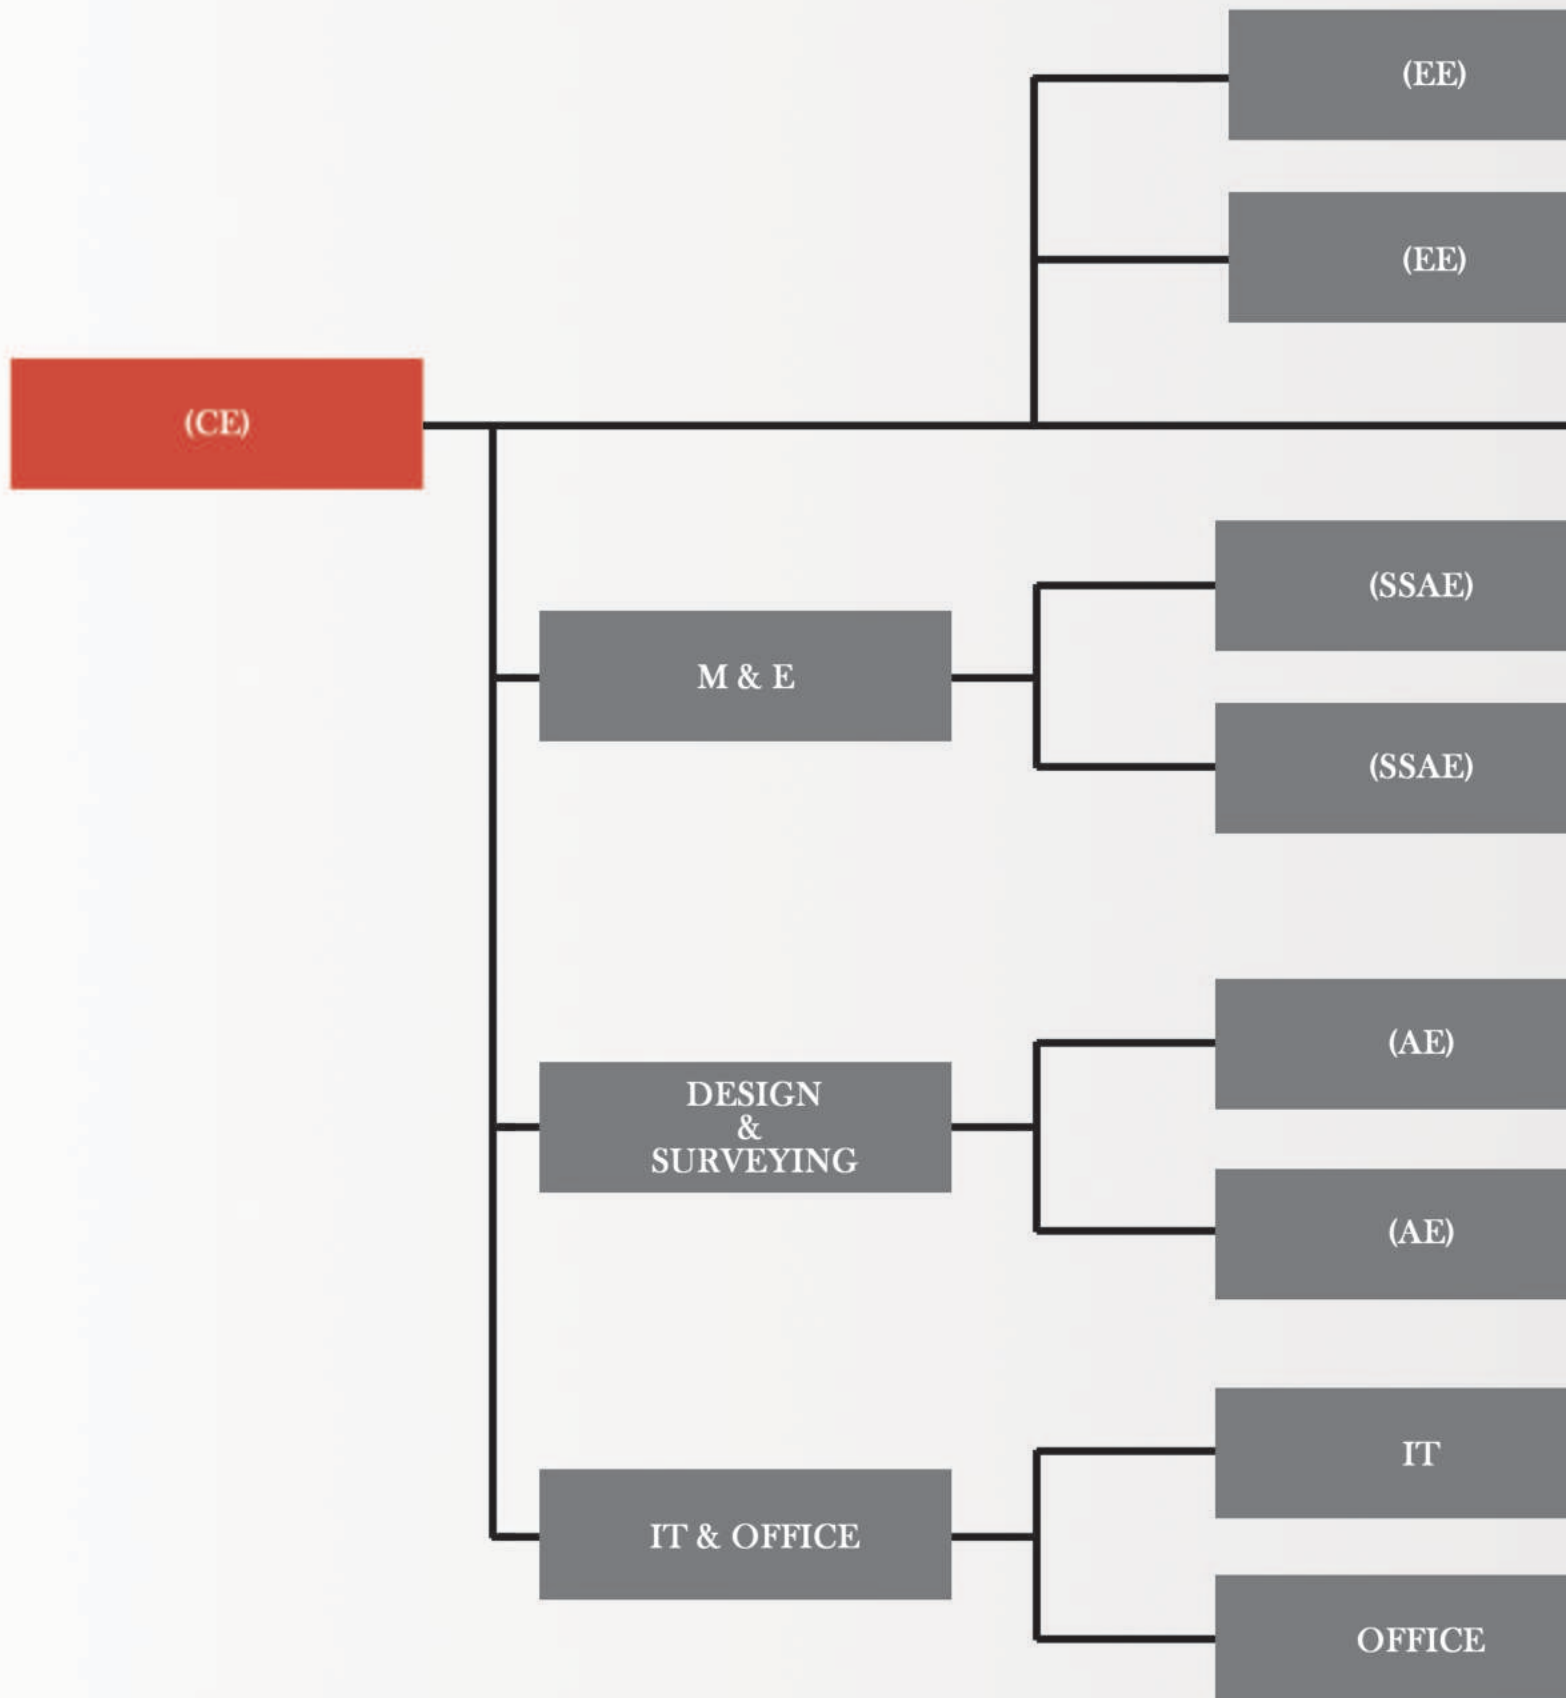 (EE)
(EE)
(CE)
(SSAE)
M & E
(SSAE)
(AE)
DESIGN
&
SURVEYING
(AE)
IT
IT & OFFICE
OFFICE